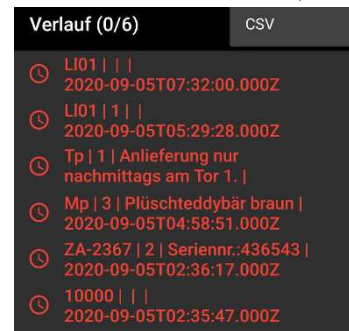 Verlauf (0/6)
CSV
LI01 | | |
2020-09-05T07:32:00.000Z
LI01 | 1 | |
2020-09-05T05:29:28.000Z
Tp | 1 | Anlieferung nur
nachmittags am Tor 1. |
Mp | 3 | Plüschteddybär braun |
2020-09-05T04:58:51.000Z
ZA-2367 | 2 | Seriennr.:436543 |
2020-09-05T02:36:17.000Z
10000 | | |
2020-09-05T02:35:47.000Z